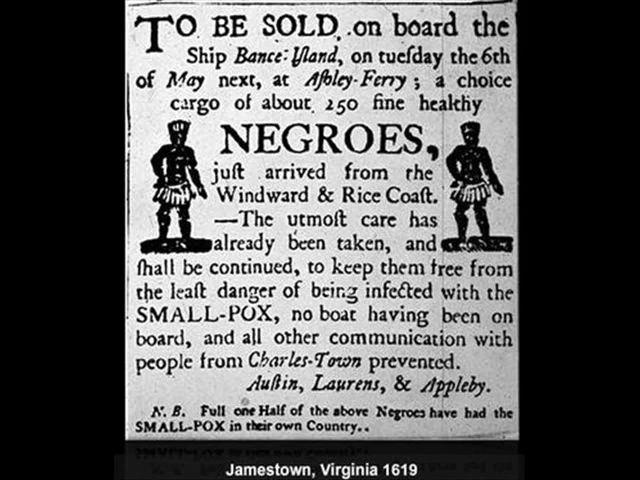 TO BE SOLD on board the
Ship Bance-Yſland, on tueſday the 6th
of May next, at Aſhley-Ferry; a choice
cargo of about 250 fine healthy
NEGROES,
juſt arrived from the
Windward & Rice Coaſt.
—The utmoſt care has
already been taken, and
ſhall be continued, to keep them free from
the leaſt danger of being infected with the
SMALL-POX, no boat having been on
board, and all other communication with
people from Charles-Town prevented.
Auſtin, Laurens, & Appleby.
N. B. Full one Half of the above Negroes have had the
SMALL-POX in their own Country.
Jamestown, Virginia 1619